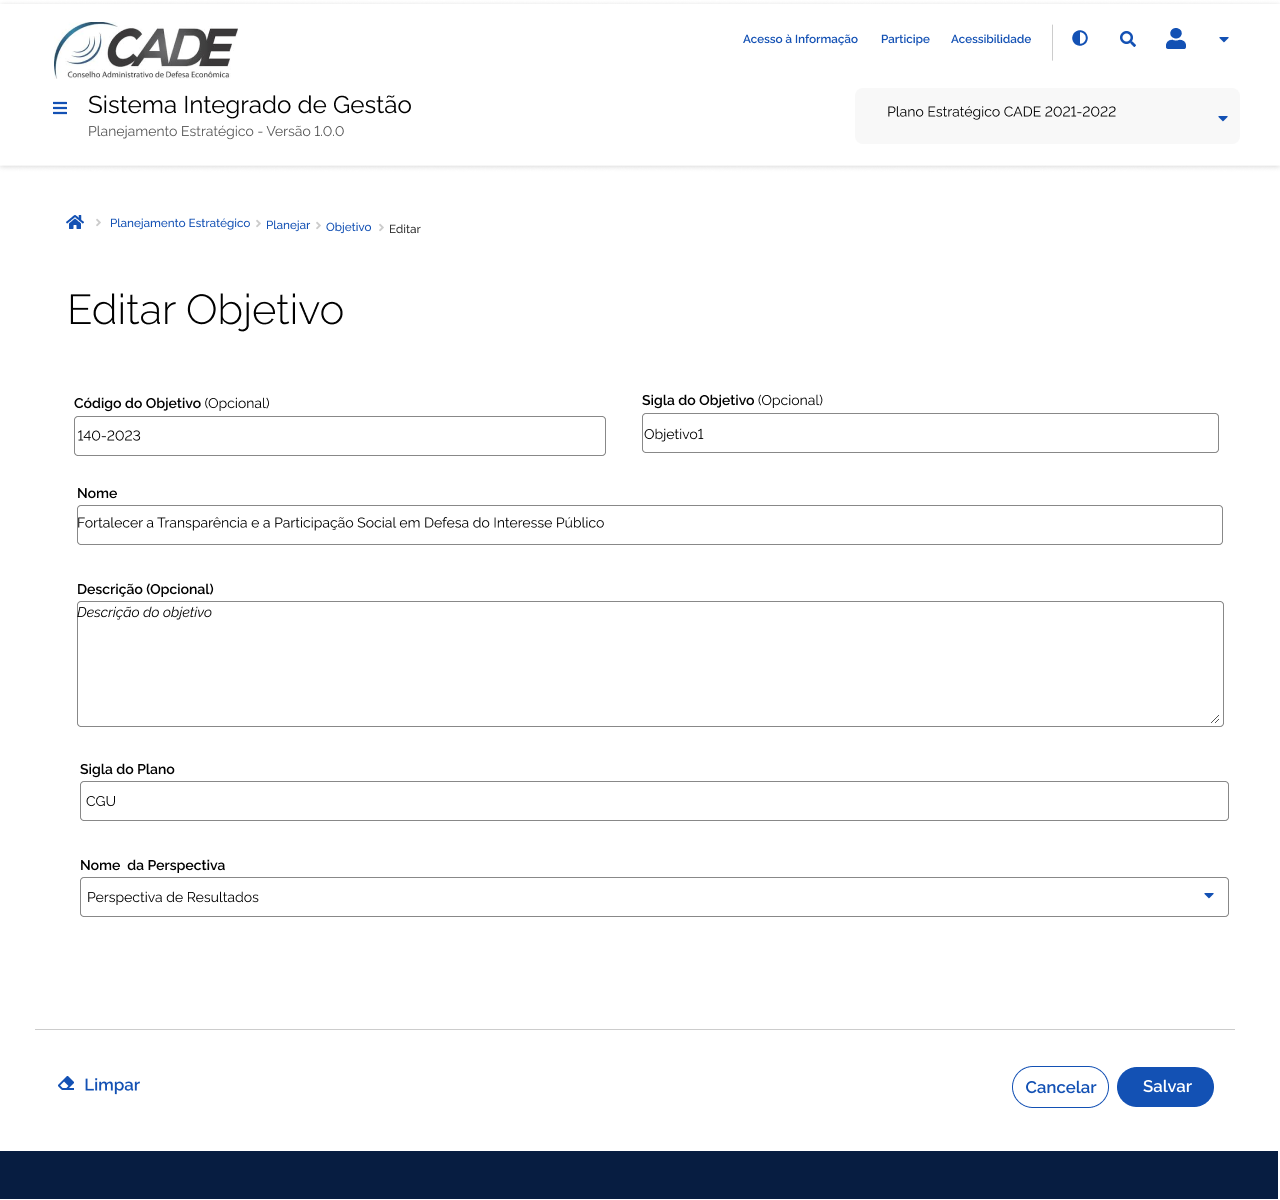 CADE
Conselho Administrativo de Defesa Econômica
Acesso à Informação Participe Acessibilidade
Sistema Integrado de Gestão
Planejamento Estratégico - Versão 1.0.0
Plano Estratégico CADE 2021-2022
Planejamento Estratégico Planejar Objetivo Editar
Editar Objetivo
Código do Objetivo (Opcional)
140-2023
Sigla do Objetivo (Opcional)
Objetivo1
Nome
Fortalecer a Transparência e a Participação Social em Defesa do Interesse Público
Descrição (Opcional)
Descrição do objetivo
Sigla do Plano
CGU
Nome  da Perspectiva
Perspectiva de Resultados
Limpar
Cancelar
Salvar